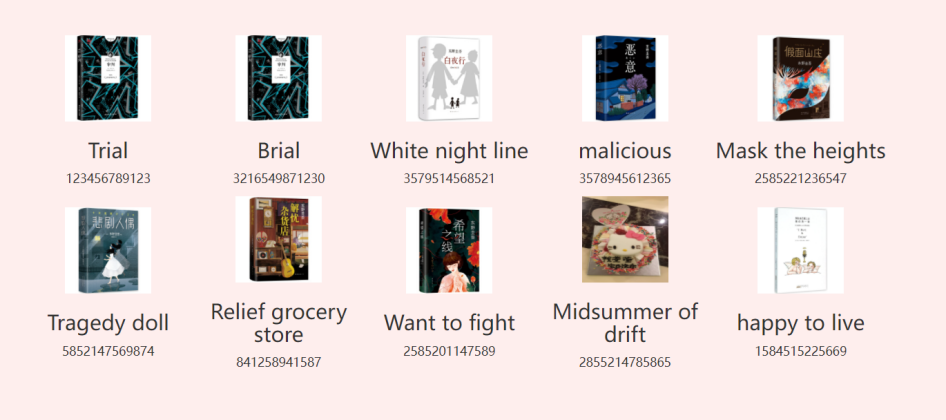 白夜行
恶意
假面山庄
Trial
Brial
White night line
malicious
Mask the heights
123456789123
3216549871230
3579514568521
3578945612365
2585221236547
悲剧人偶
解忧
杂货店
希望
之线
Tragedy doll
Relief grocery
store
Want to fight
Midsummer of
drift
happy to live
5852147569874
841258941587
2585201147589
2855214785865
1584515225669